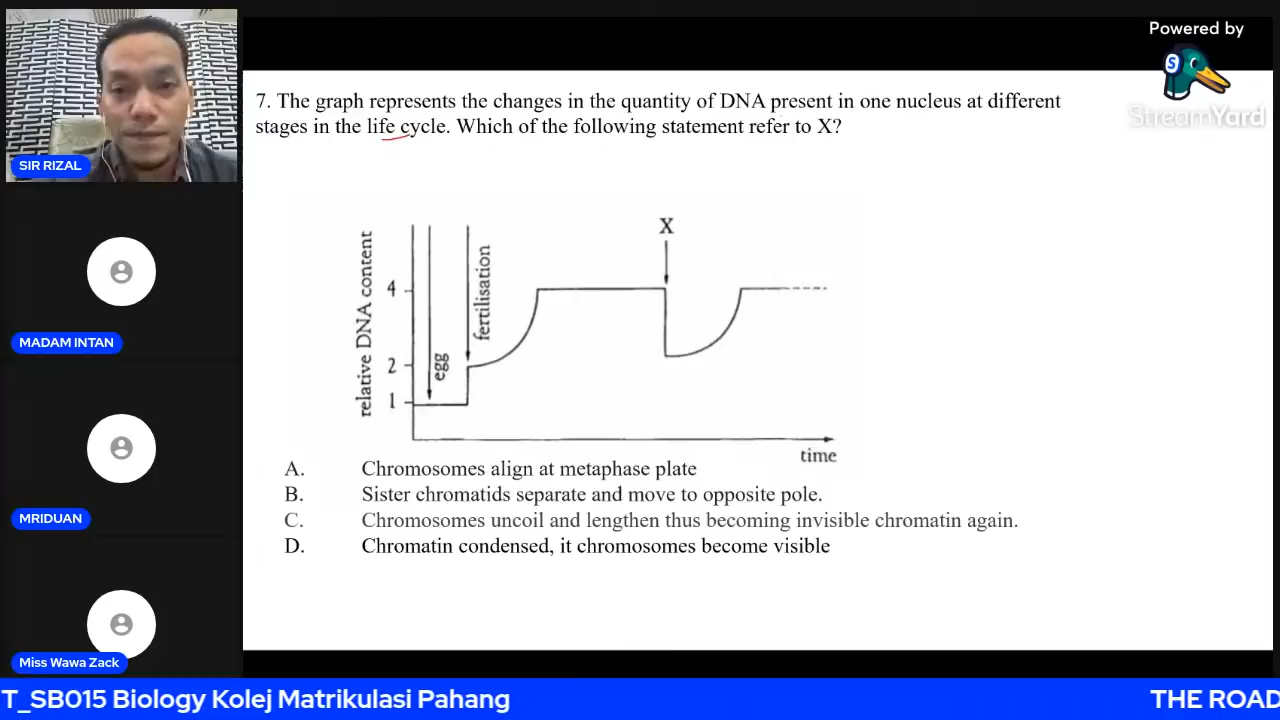 Powered by
StreamYard
S
7. The graph represents the changes in the quantity of DNA present in one nucleus at different
stages in the life cycle. Which of the following statement refer to X?
SIR RIZAL
X
relative DNA content
4
2
1
egg
fertilisation
time
A. Chromosomes align at metaphase plate
B. Sister chromatids separate and move to opposite pole.
C. Chromosomes uncoil and lengthen thus becoming invisible chromatin again.
D. Chromatin condensed, it chromosomes become visible
MADAM INTAN
MRIDUAN
Miss Wawa Zack
T_SB015 Biology Kolej Matrikulasi Pahang
THE ROAD